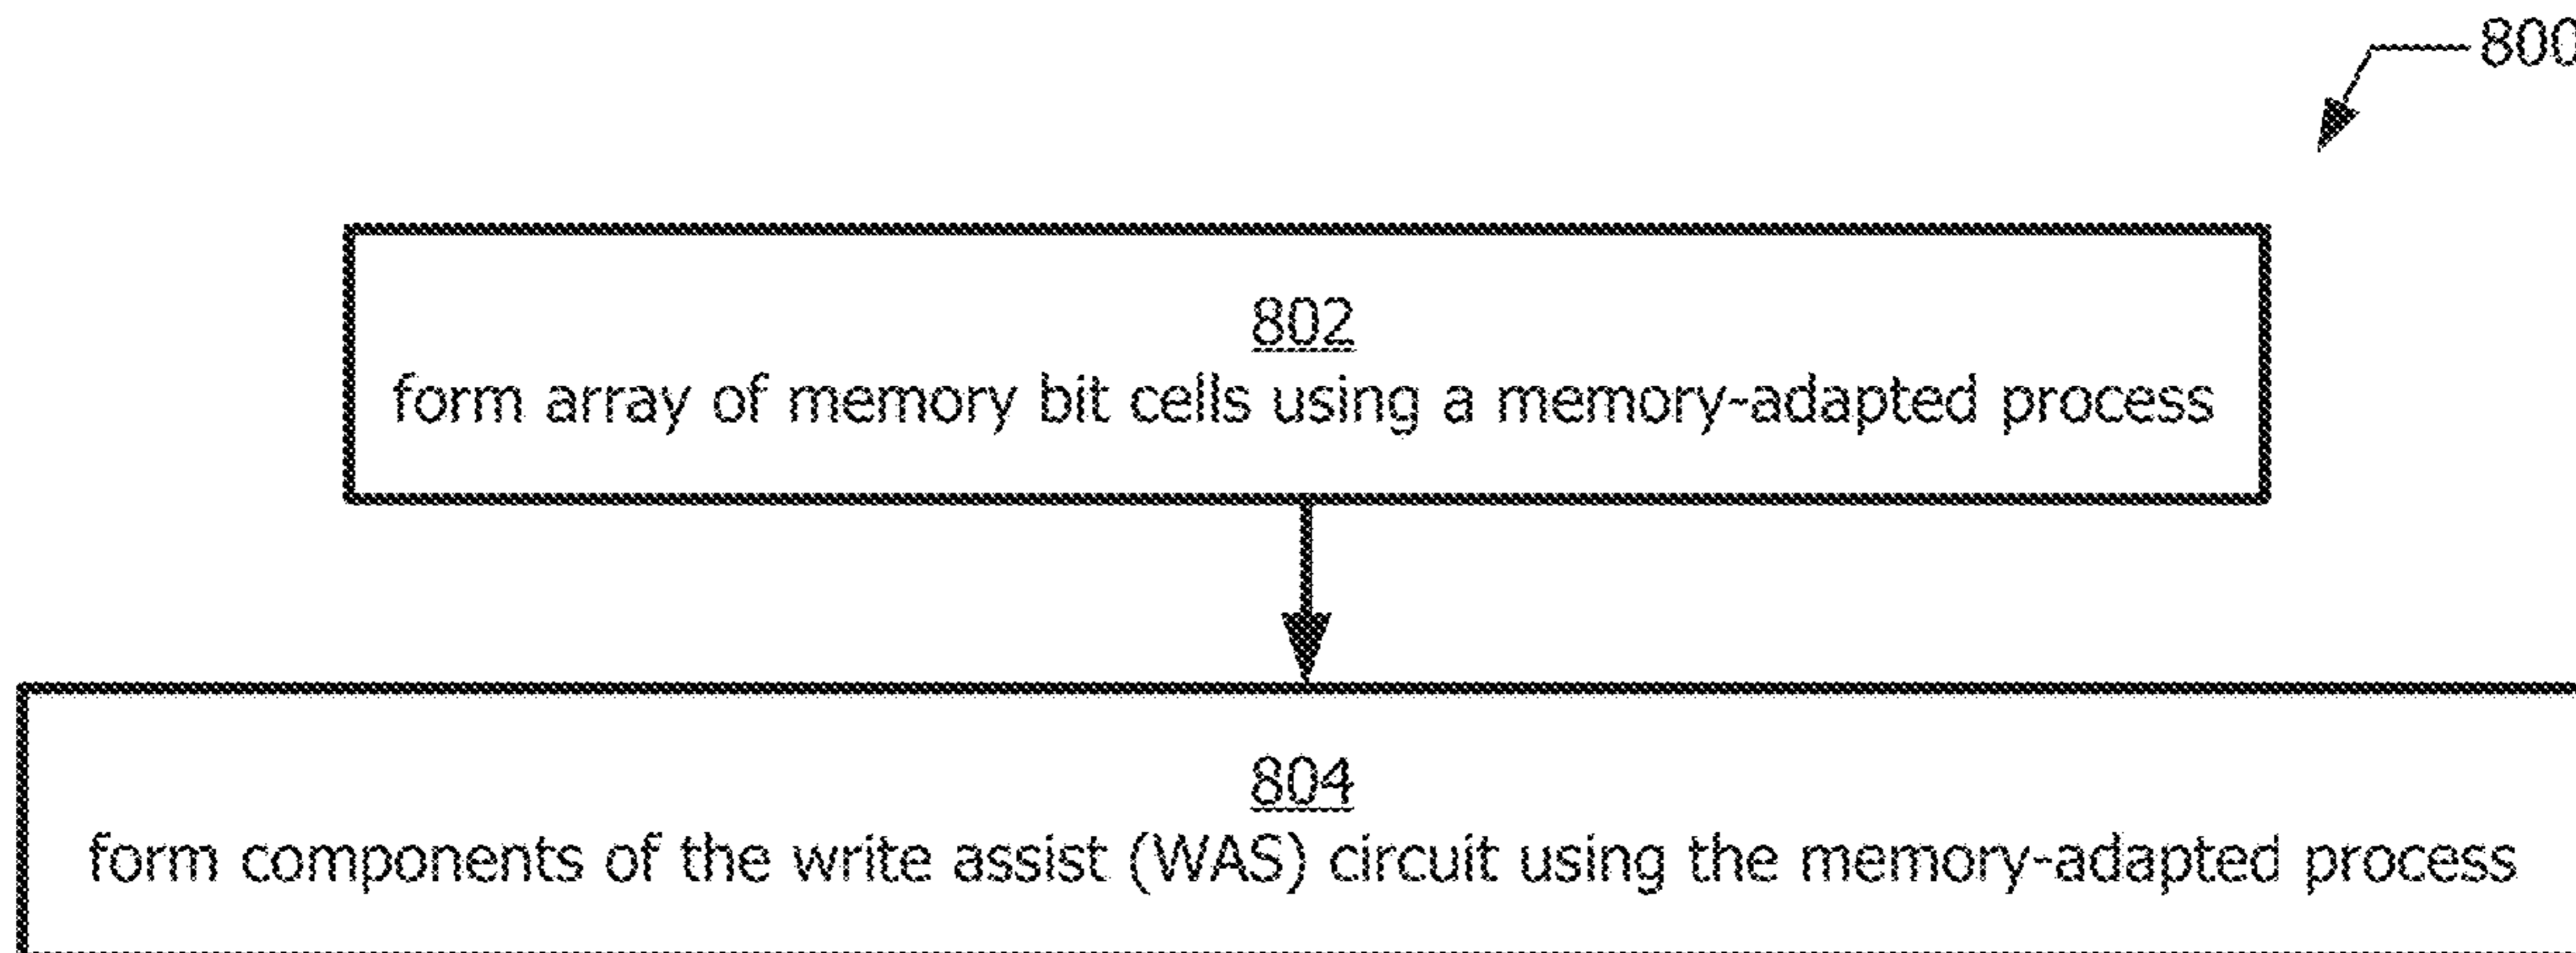 800
802
form array of memory bit cells using a memory-adapted process
804
form components of the write assist (WAS) circuit using the memory-adapted process